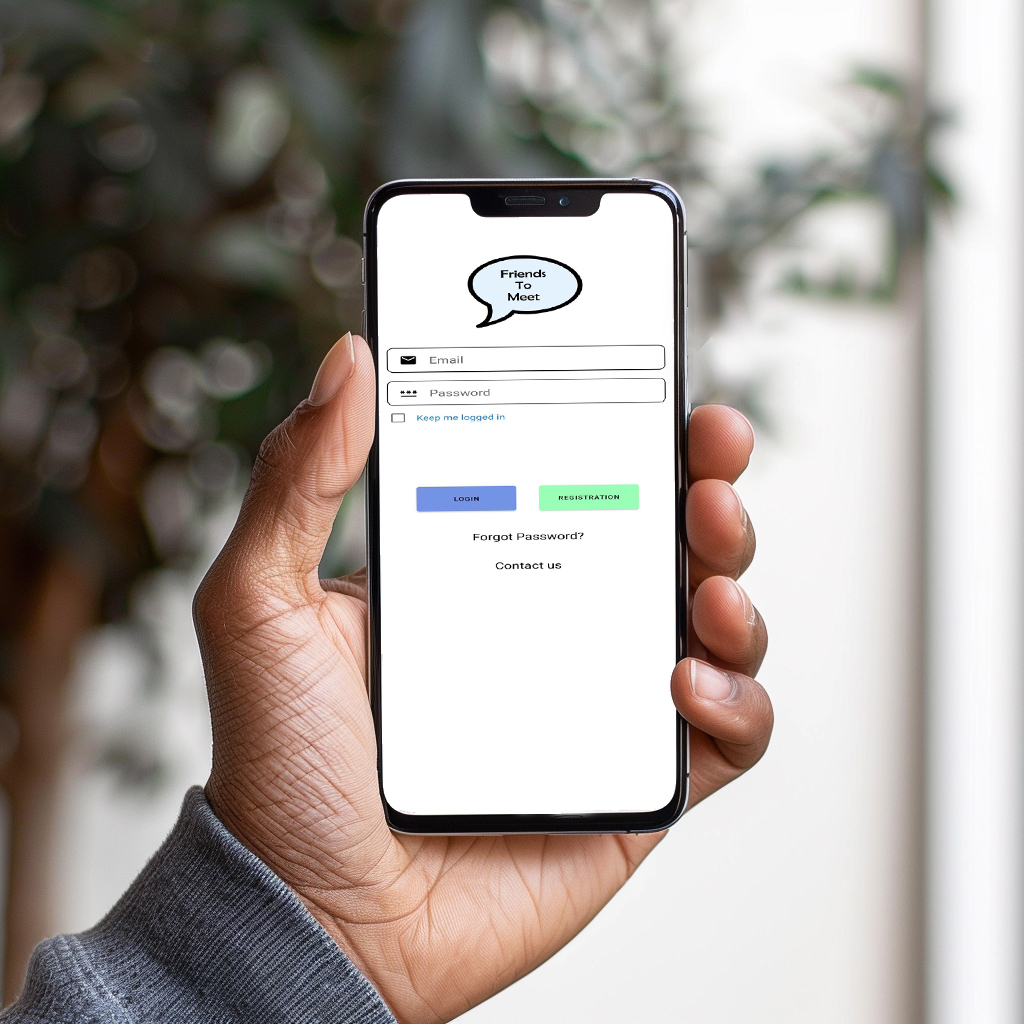 Friends
To
Meet
Email
*** Password
Keep me logged in
LOGIN REGISTRATION
Forgot Password?
Contact us